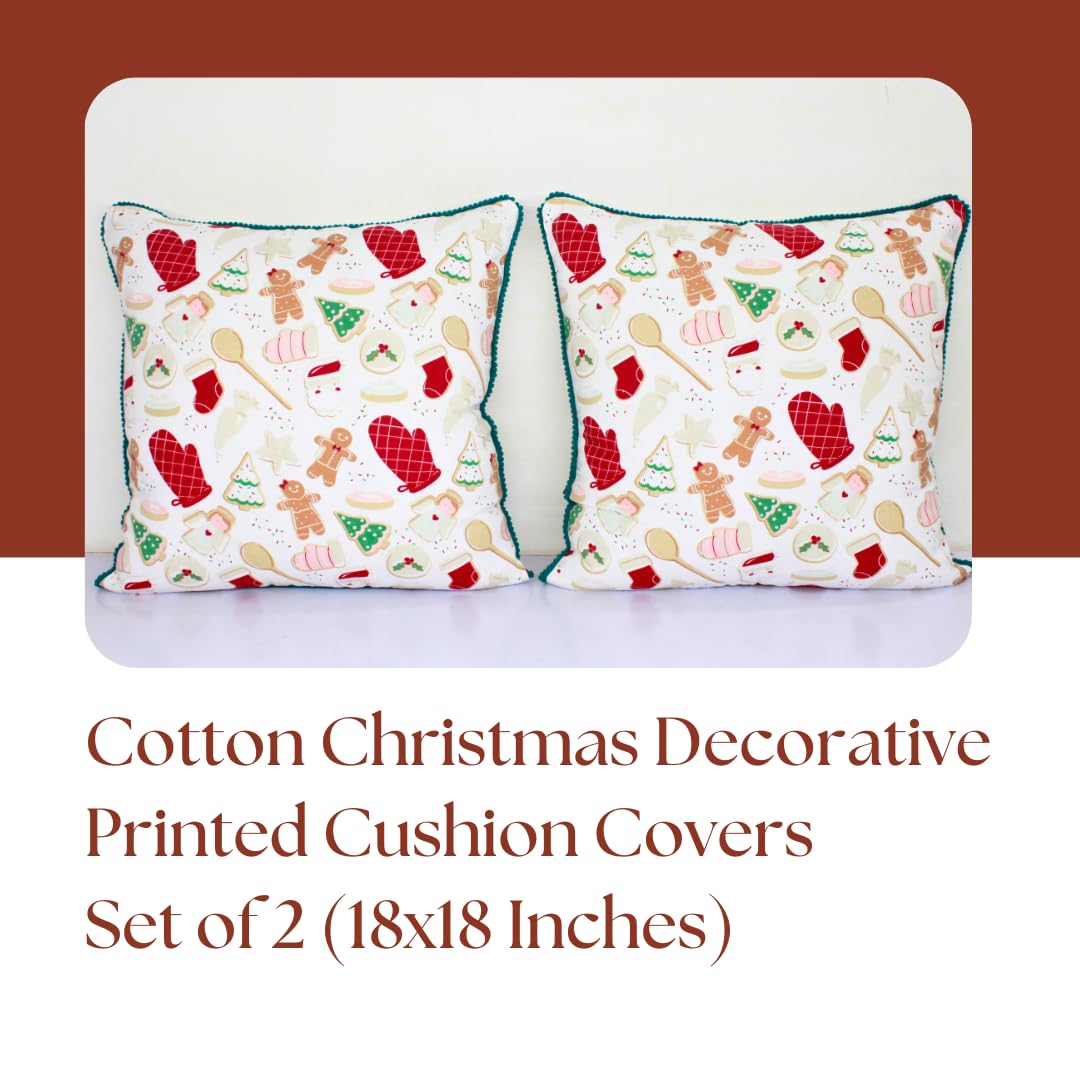 Cotton Christmas Decorative
Printed Cushion Covers
Set of 2 (18x18 Inches)